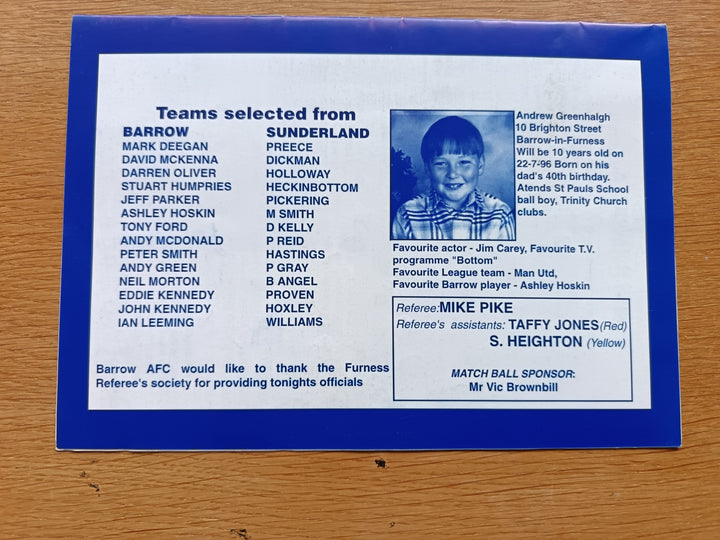 Teams selected from
BARROW
MARK DEEGAN
DAVID MCKENNA
DARREN OLIVER
STUART HUMPRIES
JEFF PARKER
ASHLEY HOSKIN
TONY FORD
ANDY MCDONALD
PETER SMITH
ANDY GREEN
NEIL MORTON
EDDIE KENNEDY
JOHN KENNEDY
IAN LEEMING
SUNDERLAND
PREECE
DICKMAN
HOLLOWAY
HECKINBOTTOM
PICKERING
M SMITH
D KELLY
P REID
HASTINGS
P GRAY
B ANGEL
PROVEN
HOXLEY
WILLIAMS
Barrow AFC would like to thank the Furness
Referee's society for providing tonights officials
Andrew Greenhalgh
10 Brighton Street
Barrow-in-Furness
Will be 10 years old on
22-7-96 Born on his
dad's 40th birthday.
Atends St Pauls School
ball boy, Trinity Church
clubs.
Favourite actor - Jim Carey, Favourite T.V.
programme "Bottom"
Favourite League team - Man Utd,
Favourite Barrow player - Ashley Hoskin
Referee:MIKE PIKE
Referee's assistants: TAFFY JONES(Red)
S. HEIGHTON (Yellow)
MATCH BALL SPONSOR:
Mr Vic Brownbill